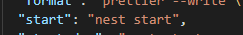 "format": "prettier --write \
"start": "nest start",